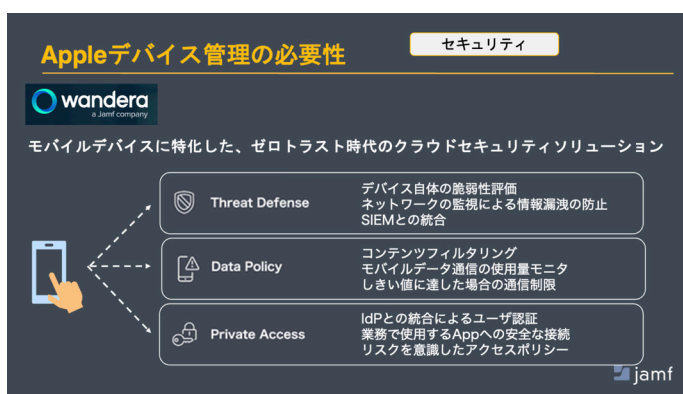 Appleデバイス管理の必要性
セキュリティ
wandera
a Jamf company
モバイルデバイスに特化した、ゼロトラスト時代のクラウドセキュリティソリューション
Threat Defense
デバイス自体の脆弱性評価
ネットワークの監視による情報漏洩の防止
SIEMとの統合
Data Policy
コンテンツフィルタリング
モバイルデータ通信の使用量モニタ
しきい値に達した場合の通信制限
Private Access
IdPとの統合によるユーザ認証
業務で使用するAppへの安全な接続
リスクを意識したアクセスポリシー
jamf